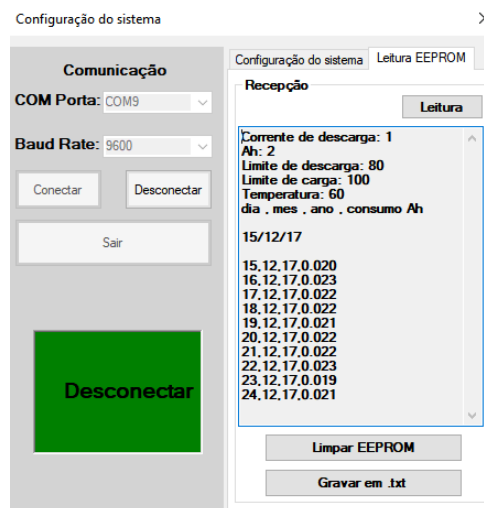 Configuração do sistema
Comunicação
COM Porta: COM9
Baud Rate: 9600
Conectar
Desconectar
Sair
Desconectar
Configuração do sistema
Leitura EEPROM
Recepção
Leitura
Corrente de descarga: 1
Ah: 2
Limite de descarga: 80
Limite de carga: 100
Temperatura: 60
dia , mes , ano , consumo Ah
15/12/17
15,12,17,0.020
16,12,17,0.023
17,12,17,0.022
18,12,17,0.022
19,12,17,0.021
20,12,17,0.022
21,12,17,0.022
22,12,17,0.023
23,12,17,0.019
24,12,17,0.021
Limpar EEPROM
Gravar em .txt